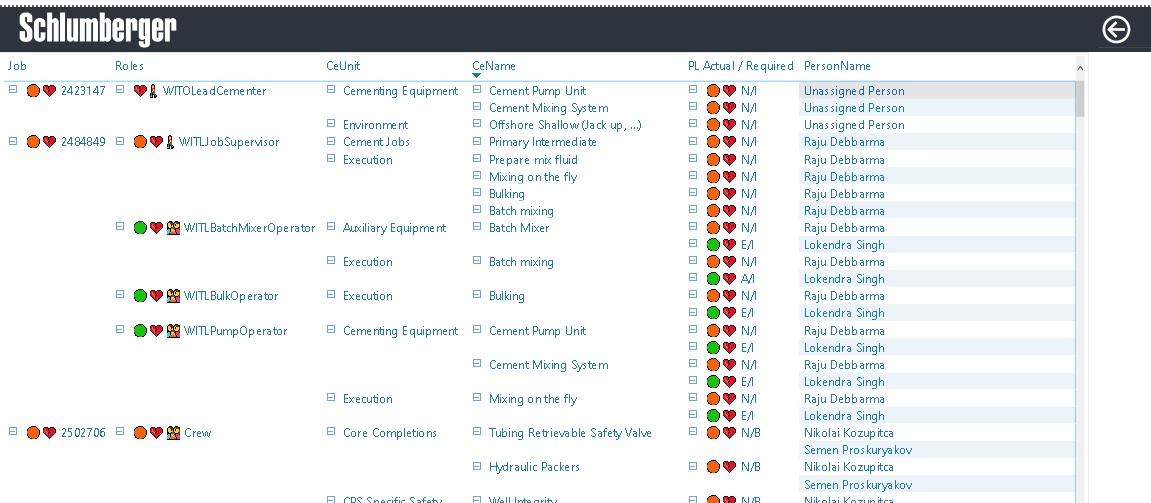 Schlumberger
Job Roles CeUnit CeName PL Actual / Required PersonName
2423147 WITOLeadCementer Cementing Equipment Cement Pump Unit N/I Unassigned Person
Cement Mixing System N/I Unassigned Person
Environment Offshore Shallow (Jack up, ...) N/I Unassigned Person
2484849 WITLJobSupervisor Cement Jobs Primary Intermediate N/I Raju Debbarma
Execution Prepare mix fluid N/I Raju Debbarma
Mixing on the fly N/I Raju Debbarma
Bulking N/I Raju Debbarma
Batch mixing N/I Raju Debbarma
WITLBatchMixerOperator Auxiliary Equipment Batch Mixer N/I Raju Debbarma
E/I Lokendra Singh
Execution Batch mixing N/I Raju Debbarma
A/I Lokendra Singh
WITLBulkOperator Execution Bulking N/I Raju Debbarma
E/I Lokendra Singh
WITLPumpOperator Cementing Equipment Cement Pump Unit N/I Raju Debbarma
E/I Lokendra Singh
Cement Mixing System N/I Raju Debbarma
E/I Lokendra Singh
Execution Mixing on the fly N/I Raju Debbarma
E/I Lokendra Singh
2502706 Crew Core Completions Tubing Retrievable Safety Valve N/B Nikolai Kozupitca
Semen Proskuryakov
Hydraulic Packers N/B Nikolai Kozupitca
Semen Proskuryakov
CPS Specific Safety Well Integrity N/B Nikolai Kozupitca